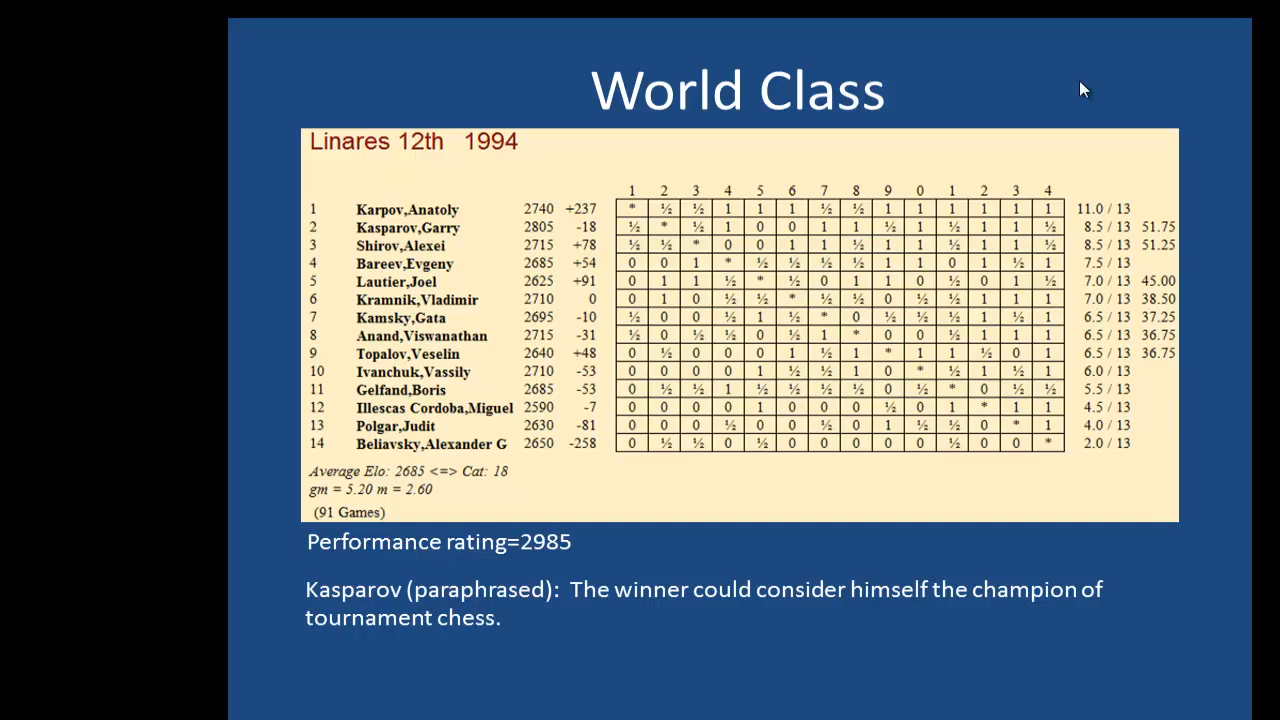 World Class
Linares 12th 1994
1 2 3 4 5 6 7 8 9 0 1 2 3 4
1 Karpov,Anatoly 2740 +237 * ½ ½ 1 1 1 ½ ½ 1 1 1 1 1 1 11.0 / 13
2 Kasparov,Garry 2805 -18 ½ * ½ 1 0 0 1 1 ½ 1 ½ 1 1 ½ 8.5 / 13 51.75
3 Shirov,Alexei 2715 +78 ½ ½ * 0 0 1 1 ½ 1 1 ½ 1 1 ½ 8.5 / 13 51.25
4 Bareev,Evgeny 2685 +54 0 0 1 * ½ ½ ½ ½ 1 1 0 1 ½ 1 7.5 / 13
5 Lautier,Joel 2625 +91 0 1 1 ½ * ½ 0 1 1 0 ½ 0 1 ½ 7.0 / 13 45.00
6 Kramnik,Vladimir 2710 0 0 1 0 ½ ½ * ½ ½ 0 ½ ½ 1 1 1 7.0 / 13 38.50
7 Kamsky,Gata 2695 -10 ½ 0 0 ½ 1 ½ * 0 ½ ½ ½ 1 ½ 1 6.5 / 13 37.25
8 Anand,Viswanathan 2715 -31 ½ 0 ½ ½ 0 ½ 1 * 0 0 ½ 1 1 1 6.5 / 13 36.75
9 Topalov,Veselin 2640 +48 0 ½ 0 0 0 1 ½ 1 * 1 1 ½ 0 1 6.5 / 13 36.75
10 Ivanchuk,Vassily 2710 -53 0 0 0 0 1 ½ ½ 1 0 * ½ 1 ½ 1 6.0 / 13
11 Gelfand,Boris 2685 -53 0 ½ ½ 1 ½ ½ ½ ½ 0 ½ * 0 ½ ½ 5.5 / 13
12 Illescas Cordoba,Miguel 2590 -7 0 0 0 0 1 0 0 0 ½ 0 1 * 1 1 4.5 / 13
13 Polgar,Judit 2630 -81 0 0 0 ½ 0 0 ½ 0 1 ½ ½ 0 * 1 4.0 / 13
14 Beliavsky,Alexander G 2650 -258 0 ½ ½ 0 ½ 0 0 0 0 0 ½ 0 0 * 2.0 / 13
Average Elo: 2685 <=> Cat: 18
gm = 5.20 m = 2.60
(91 Games)
Performance rating=2985
Kasparov (paraphrased): The winner could consider himself the champion of
tournament chess.